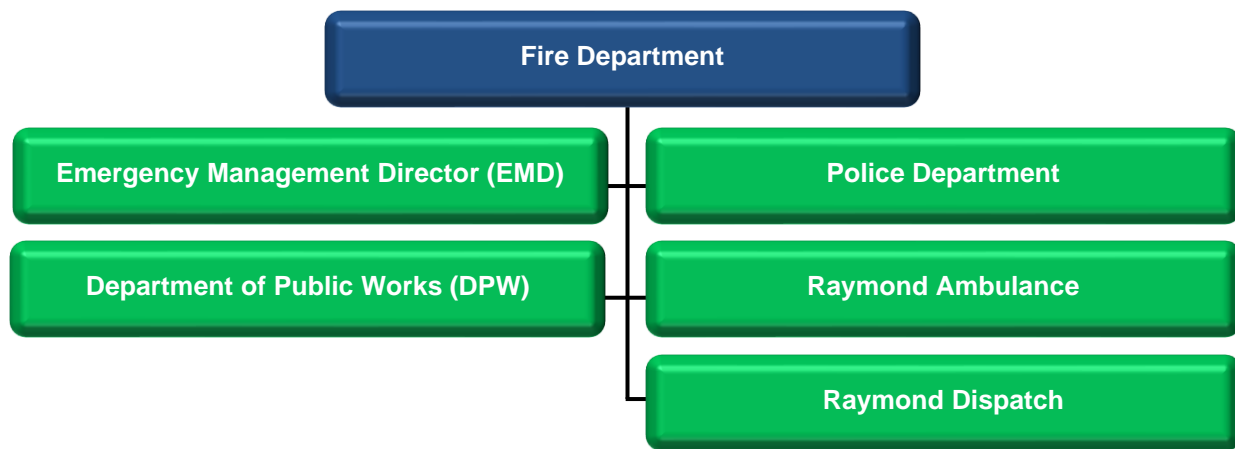 Fire Department
Emergency Management Director (EMD)
Police Department
Department of Public Works (DPW)
Raymond Ambulance
Raymond Dispatch